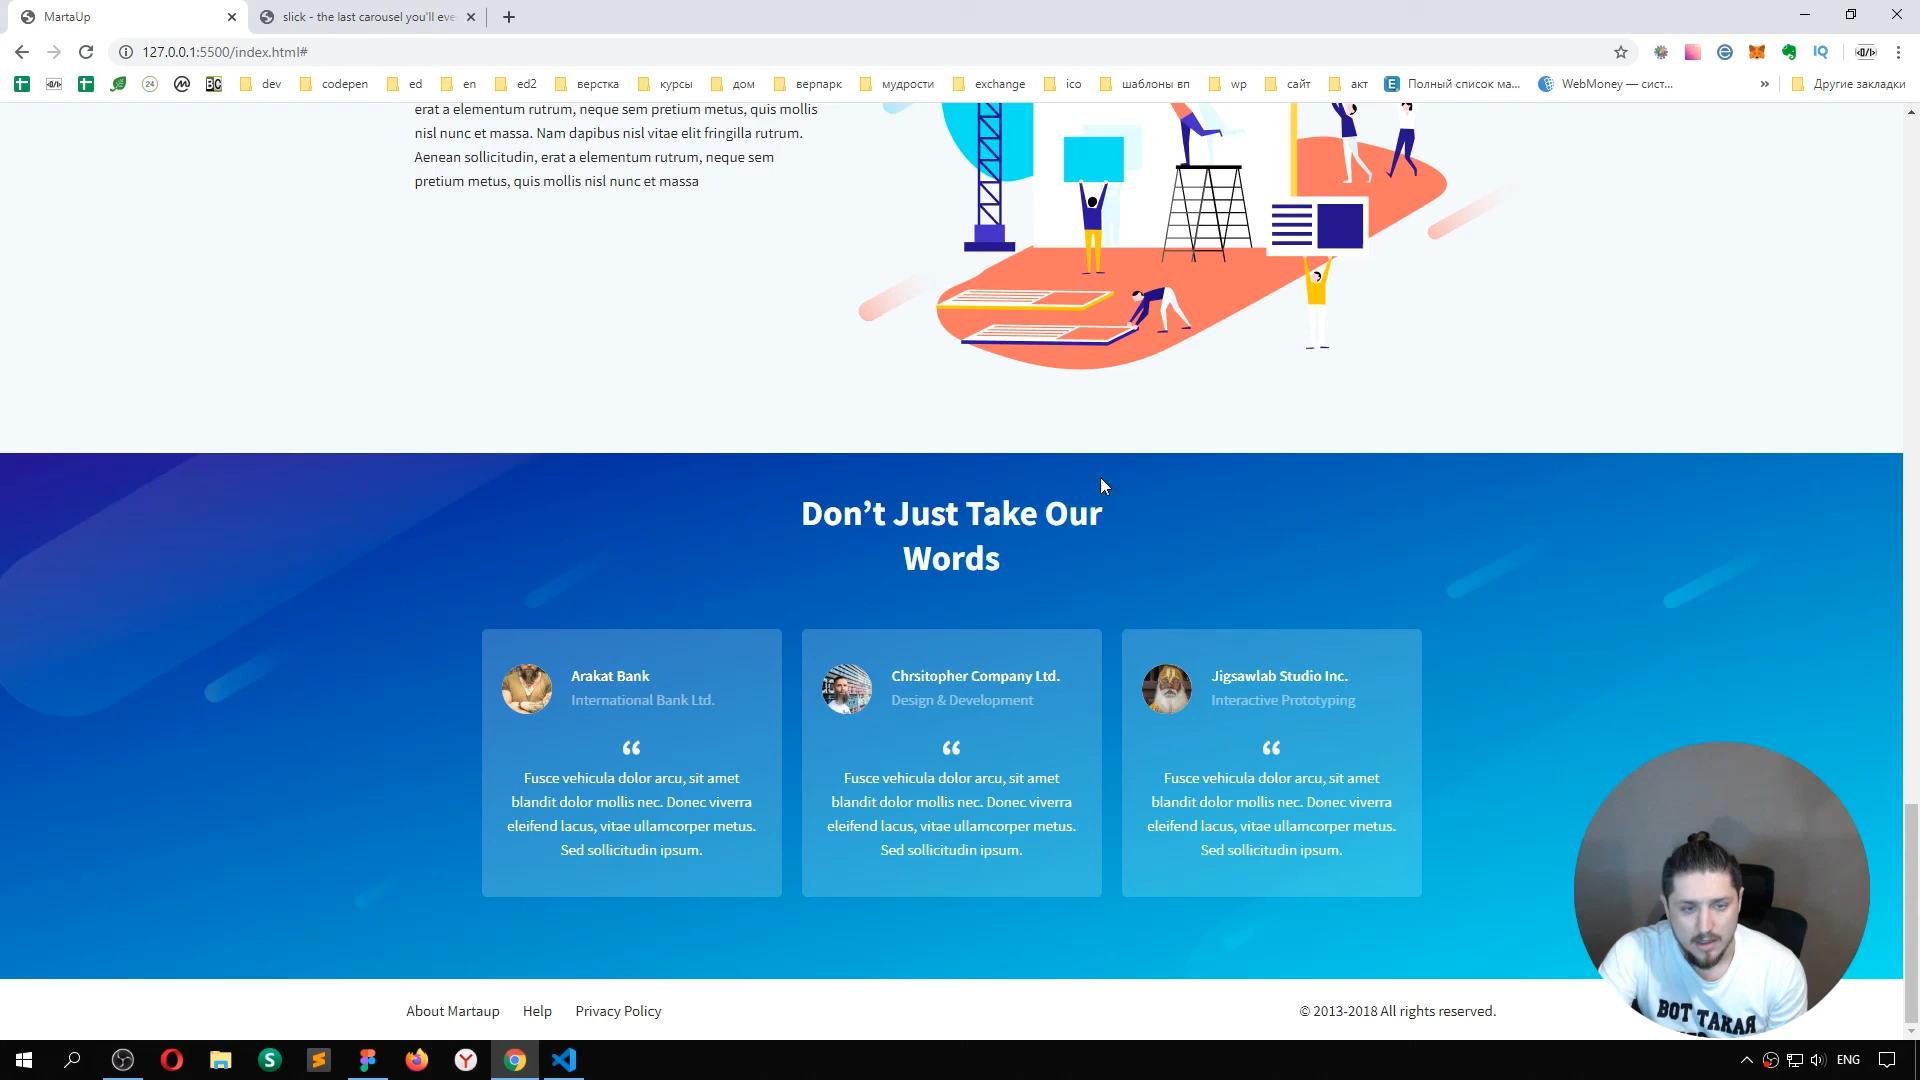 MartaUp
slick - the last carousel you'll eve
127.0.0.1:5500/index.html#
IQ
24
BC
dev
codepen
ed
en
ed2
верстка
курсы
дом
верпарк
мудрости
exchange
ico
шаблоны вп
wp
сайт
акт
E
Полный список ма...
WebMoney — сист...
»
Другие закладки
erat a elementum rutrum, neque sem pretium metus, quis mollis
nisl nunc et massa. Nam dapibus nisl vitae elit fringilla rutrum.
Aenean sollicitudin, erat a elementum rutrum, neque sem
pretium metus, quis mollis nisl nunc et massa
Don’t Just Take Our
Words
Arakat Bank
International Bank Ltd.
“
Fusce vehicula dolor arcu, sit amet
blandit dolor mollis nec. Donec viverra
eleifend lacus, vitae ullamcorper metus.
Sed sollicitudin ipsum.
Chrsitopher Company Ltd.
Design & Development
“
Fusce vehicula dolor arcu, sit amet
blandit dolor mollis nec. Donec viverra
eleifend lacus, vitae ullamcorper metus.
Sed sollicitudin ipsum.
Jigsawlab Studio Inc.
Interactive Prototyping
“
Fusce vehicula dolor arcu, sit amet
blandit dolor mollis nec. Donec viverra
eleifend lacus, vitae ullamcorper metus.
Sed sollicitudin ipsum.
ВОТ ТАКАЯ
About Martaup
Help
Privacy Policy
© 2013-2018 All rights reserved.
ENG